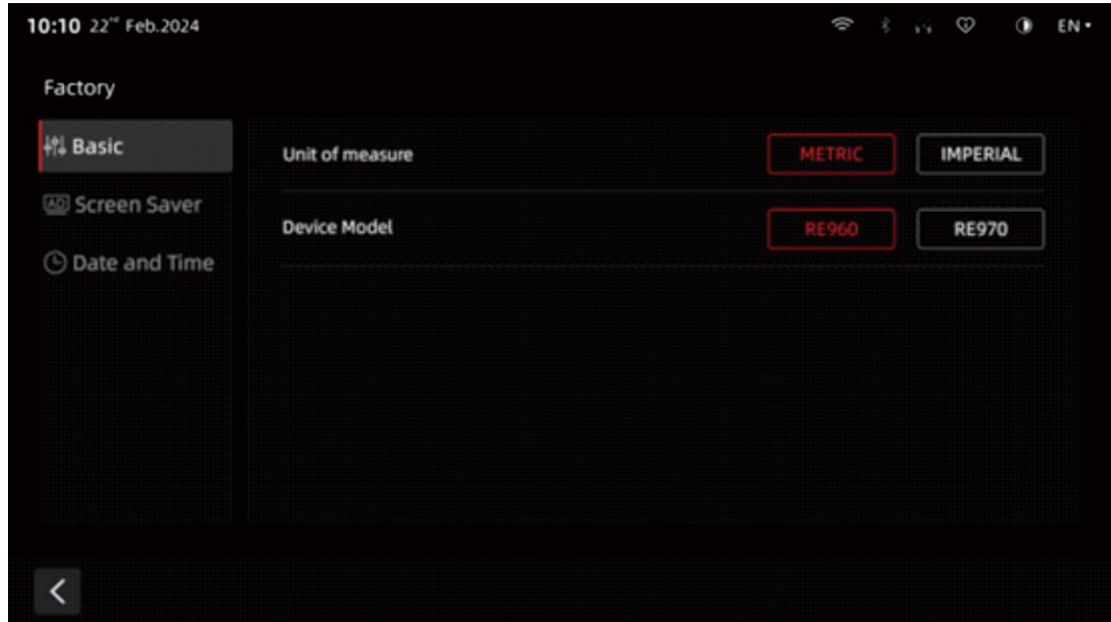 10:10 22nd Feb.2024 EN
Factory
Basic
Screen Saver
Date and Time
Unit of measure METRIC IMPERIAL
Device Model RE960 RE970